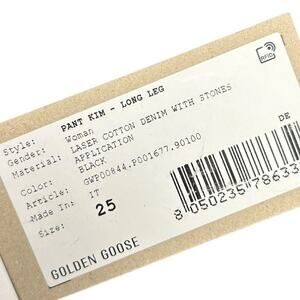 RFID
Style: PANT KIM - LONG LEG
Gender: Woman
Material: LASER COTTON DENIM WITH STONES
APPLICATION
Color: BLACK
Article: GWP00844.P001677.90100
Made In: IT
Size: 25
DE
8 050235 78633
GOLDEN GOOSE